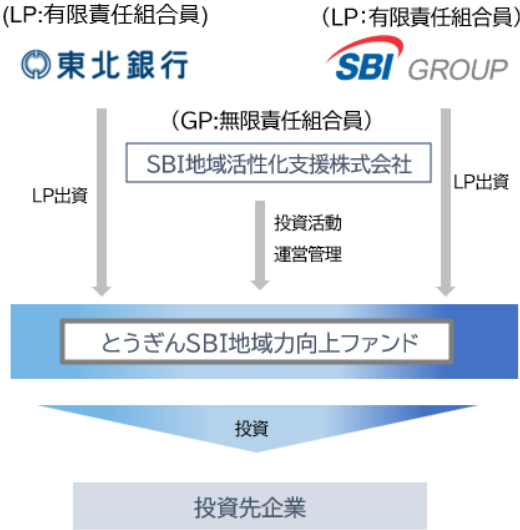 (LP:有限責任組合員)
（LP：有限責任組合員）
東北銀行
SBI GROUP
（GP:無限責任組合員）
SBI地域活性化支援株式会社
LP出資
LP出資
投資活動
運営管理
とうぎんSBI地域力向上ファンド
投資
投資先企業